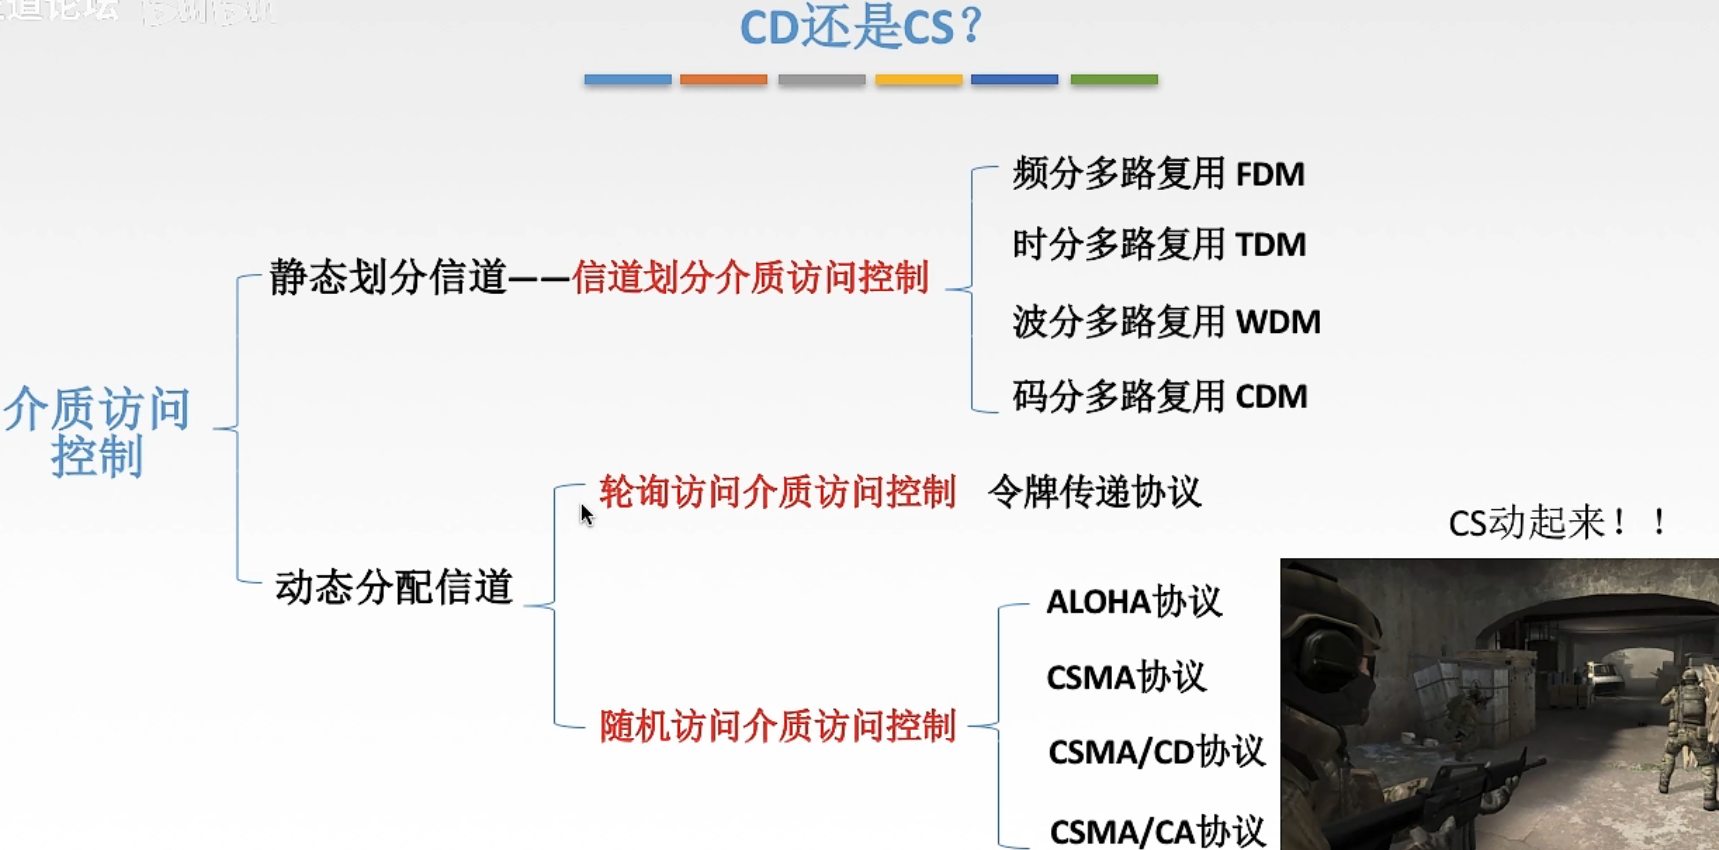 道论坛
CD还是CS？
频分多路复用 FDM
时分多路复用 TDM
静态划分信道——信道划分介质访问控制
波分多路复用 WDM
码分多路复用 CDM
介质访问
控制
轮询访问介质访问控制 令牌传递协议
CS动起来！！
动态分配信道
ALOHA协议
CSMA协议
随机访问介质访问控制
CSMA/CD协议
CSMA/CA协议